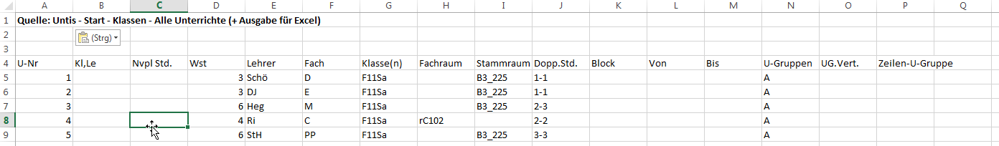 A B C D E F G H I J K L M N O P Q
1 Quelle: Untis - Start - Klassen - Alle Unterrichte (+ Ausgabe für Excel)
2 (Strg)
3
4 U-Nr Kl,Le Nvpl Std. Wst Lehrer Fach Klasse(n) Fachraum Stammraum Dopp.Std. Block Von Bis U-Gruppen UG.Vert. Zeilen-U-Gruppe
5 1 3 Schö D F11Sa B3_225 1-1 A
6 2 3 DJ E F11Sa B3_225 1-1 A
7 3 6 Heg M F11Sa B3_225 2-3 A
8 4 4 Ri C F11Sa rC102 2-2 A
9 5 6 StH PP F11Sa B3_225 3-3 A